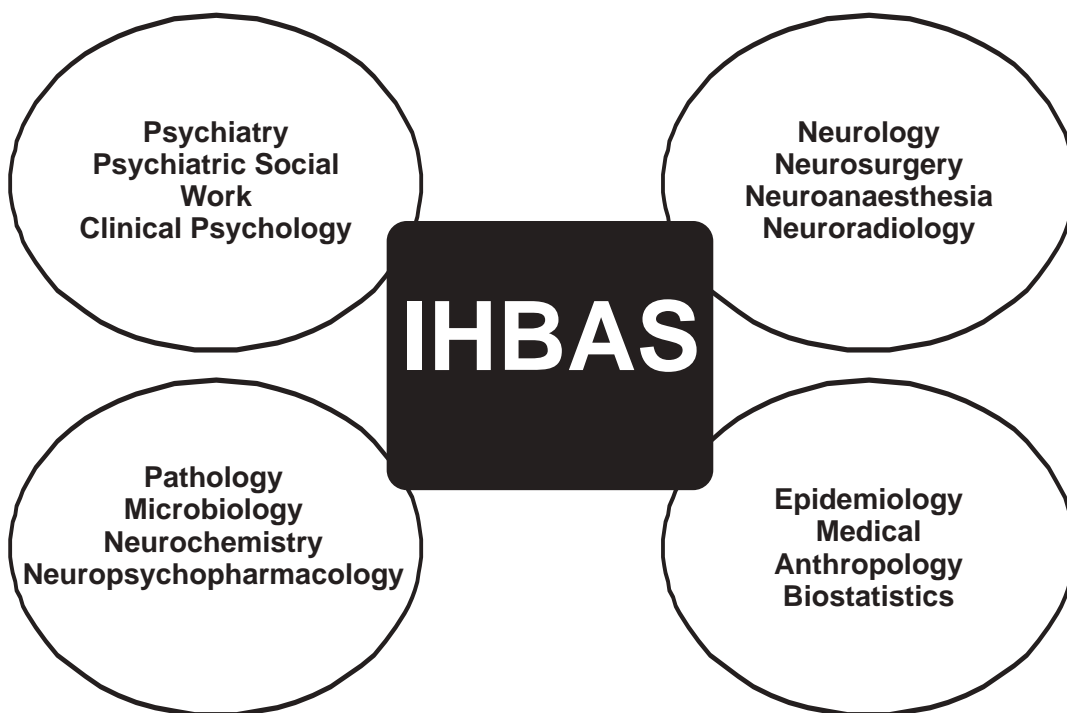 Psychiatry
Psychiatric Social
Work
Clinical Psychology
Neurology
Neurosurgery
Neuroanaesthesia
Neuroradiology
IHBAS
Pathology
Microbiology
Neurochemistry
Neuropsychopharmacology
Epidemiology
Medical
Anthropology
Biostatistics